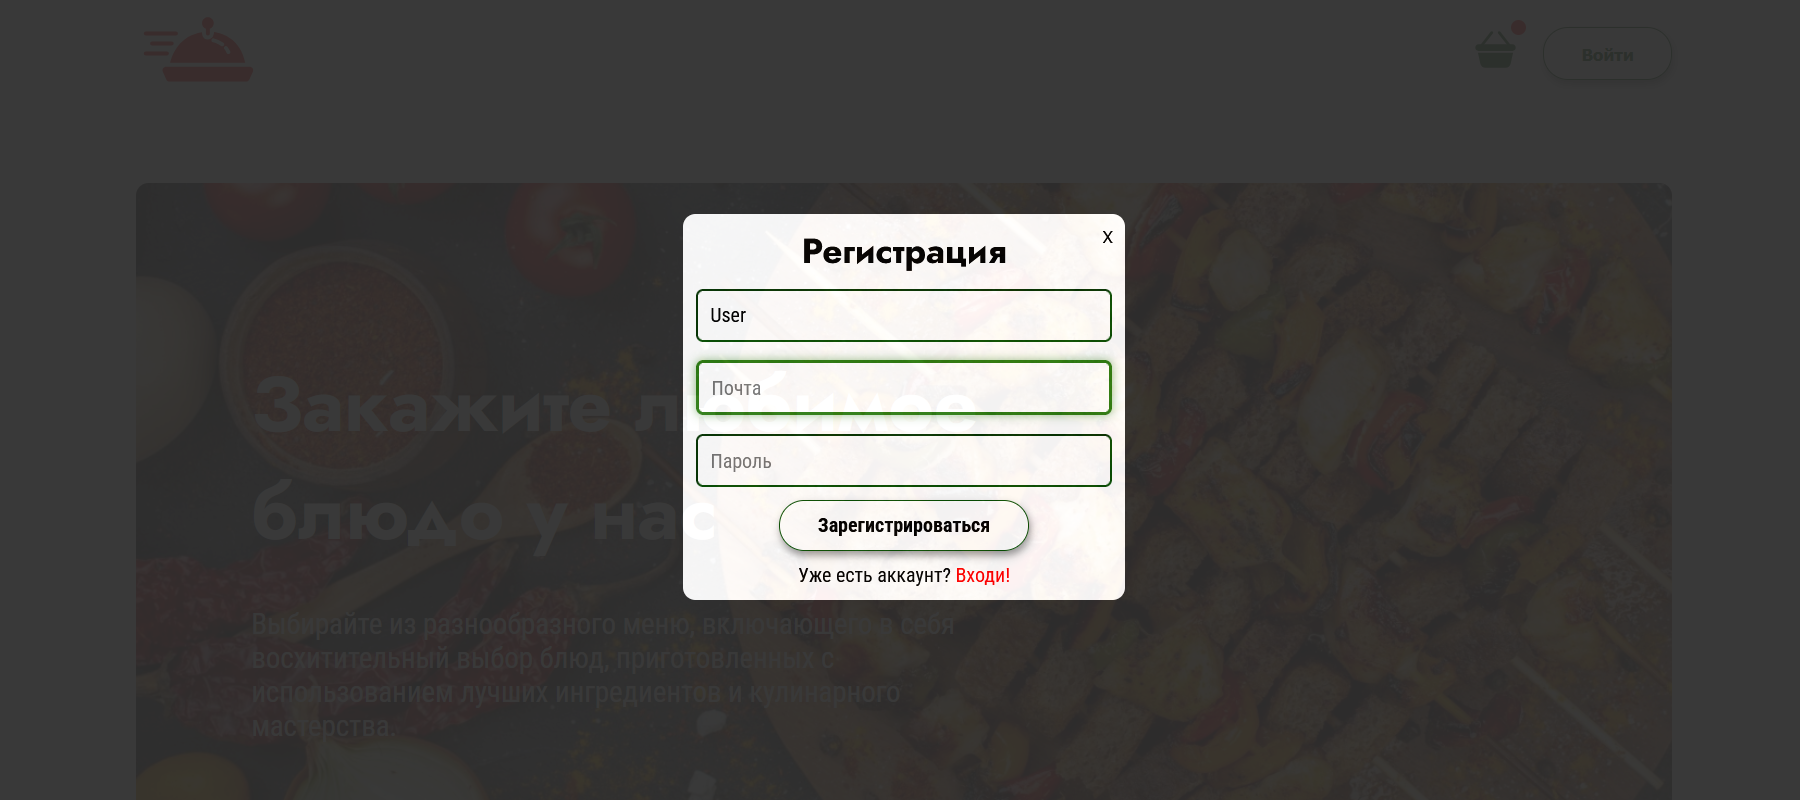 Войти
Регистрация
X
User
Почта
Пароль
Зарегистрироваться
Уже есть аккаунт? Входи!
Закажите любимое
блюдо у нас
Выбирайте из разнообразного меню, включающего в себя
восхитительный выбор блюд, приготовленных с
использованием лучших ингредиентов и кулинарного
мастерства.